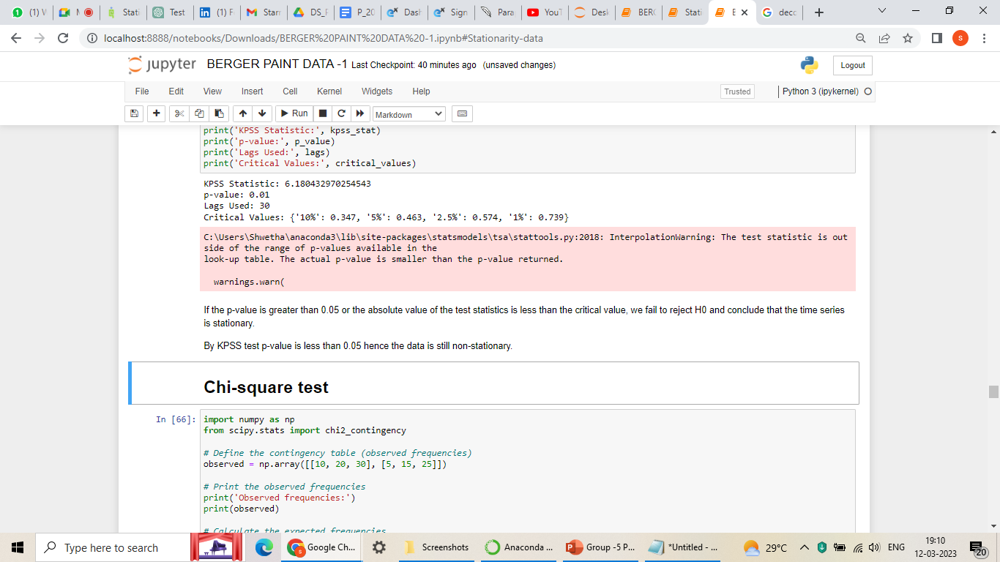 (1) W
Stati
Test
(1) F
Starr
DS_F
P_20
Dash
Sign
Para
YouT
Desk
BERG
Stati
E
decc
localhost:8888/notebooks/Downloads/BERGER%20PAINT%20DATA%20-1.ipynb#Stationarity-data
S
jupyter BERGER PAINT DATA -1 Last Checkpoint: 40 minutes ago (unsaved changes)
Logout
File Edit View Insert Cell Kernel Widgets Help
Trusted
Python 3 (ipykernel)
Run
Markdown
print('KPSS Statistic:', kpss_stat)
print('p-value:', p_value)
print('Lags Used:', lags)
print('Critical Values:', critical_values)
KPSS Statistic: 6.180432970254543
p-value: 0.01
Lags Used: 30
Critical Values: {'10%': 0.347, '5%': 0.463, '2.5%': 0.574, '1%': 0.739}
C:\Users\Shwetha\anaconda3\lib\site-packages\statsmodels\tsa\stattools.py:2018: InterpolationWarning: The test statistic is out
side of the range of p-values available in the
look-up table. The actual p-value is smaller than the p-value returned.
warnings.warn(
If the p-value is greater than 0.05 or the absolute value of the test statistics is less than the critical value, we fail to reject H0 and conclude that the time series
is stationary.
By KPSS test p-value is less than 0.05 hence the data is still non-stationary.
Chi-square test
In [66]:
import numpy as np
from scipy.stats import chi2_contingency
# Define the contingency table (observed frequencies)
observed = np.array([[10, 20, 30], [5, 15, 25]])
# Print the observed frequencies
print('Observed frequencies:')
print(observed)
# Calculate the expected frequencies
Type here to search
Google Ch...
Screenshots
Anaconda ...
Group -5 P...
*Untitled - ...
29°C
ENG
19:10
12-03-2023
20